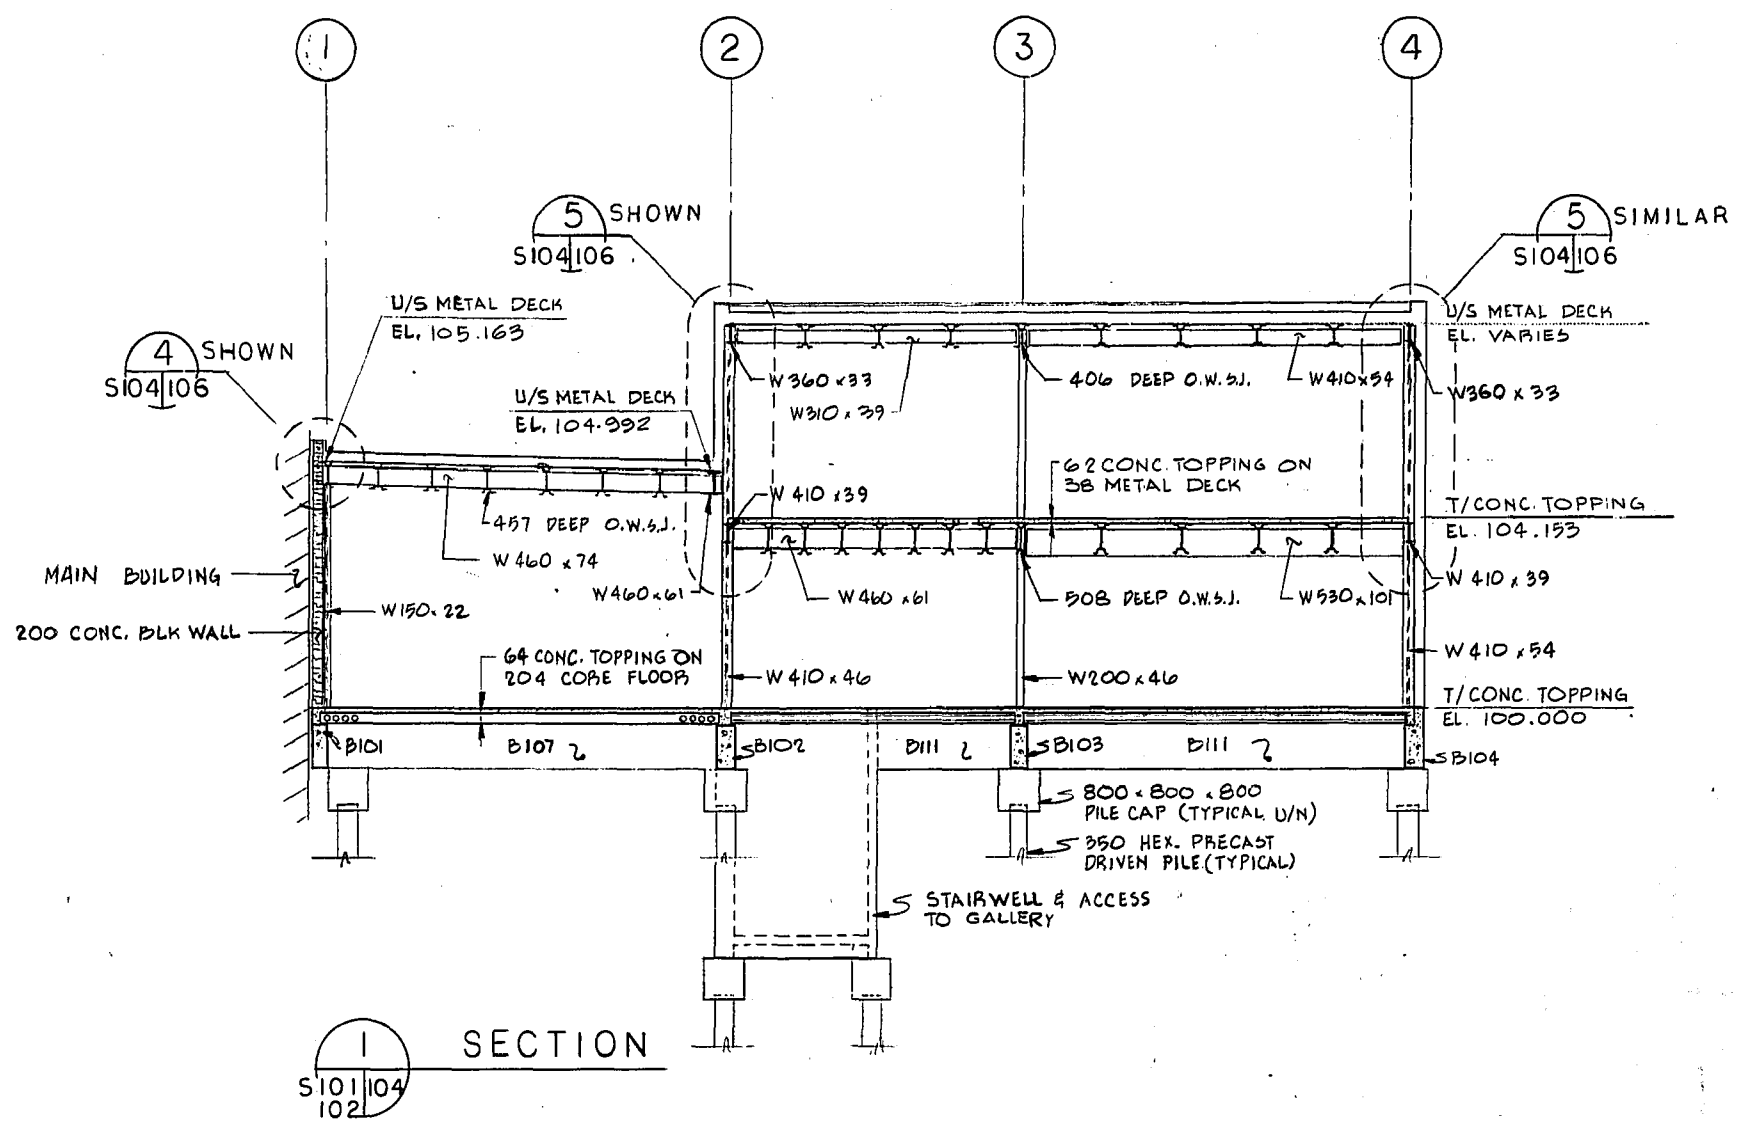 1
2
3
4
5 SHOWN
S104 106
5 SIMILAR
S104 106
U/S METAL DECK
EL. 105.163
U/S METAL DECK
EL. VARIES
4 SHOWN
S104 106
W360 x 33
406 DEEP O.W.S.J.
W410 x 54
W360 x 33
U/S METAL DECK
EL. 104.992
W310 x 39
62 CONC. TOPPING ON
38 METAL DECK
W 410 x 39
T/CONC. TOPPING
EL. 104.153
457 DEEP O.W.S.J.
W 460 x 74
MAIN BUILDING
W 410 x 39
W460 x 61
W460 x 61
508 DEEP O.W.S.J.
W530 x 101
W150 x 22
200 CONC. BLK WALL
64 CONC. TOPPING ON
204 CORE FLOOR
W 410 x 54
W 410 x 46
W200 x 46
T/CONC. TOPPING
EL. 100.000
B101
B107
B102
B111
B103
B111
B104
800 x 800 x 800
PILE CAP (TYPICAL U/N)
350 HEX. PRECAST
DRIVEN PILE (TYPICAL)
STAIRWELL & ACCESS
TO GALLERY
1 SECTION
S101 104
102